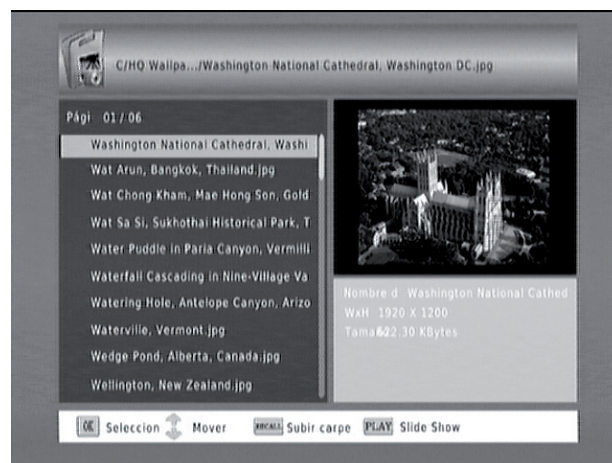 C/HQ Wallpa.../Washington National Cathedral, Washington DC.jpg
Pági 01/06
Washington National Cathedral, Washi
Wat Arun, Bangkok, Thailand.jpg
Wat Chong Kham, Mae Hong Son, Gold
Wat Sa Si, Sukhothai Historical Park, T
Water Puddle in Paria Canyon, Vermilli
Waterfall Cascading in Nine-Village Va
Watering Hole, Antelope Canyon, Arizo
Waterville, Vermont.jpg
Wedge Pond, Alberta, Canada.jpg
Wellington, New Zealand.jpg
Nombre d Washington National Cathed
WxH 1920 X 1200
22.30 KBytes
OK Seleccion Mover RECALL Subir carpe PLAY Slide Show